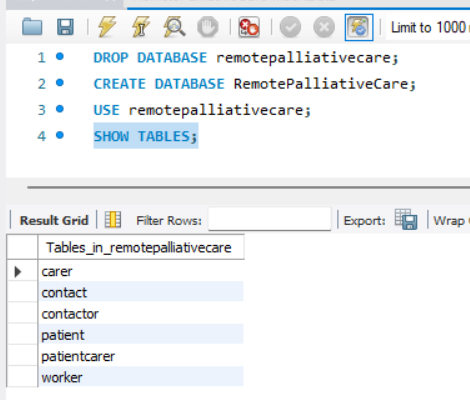 Limit to 1000
1 DROP DATABASE remotepalliativecare;
2 CREATE DATABASE RemotePalliativeCare;
3 USE remotepalliativecare;
4 SHOW TABLES;
Result Grid Filter Rows: Export: Wrap
Tables_in_remotepalliativecare
carer
contact
contactor
patient
patientcarer
worker